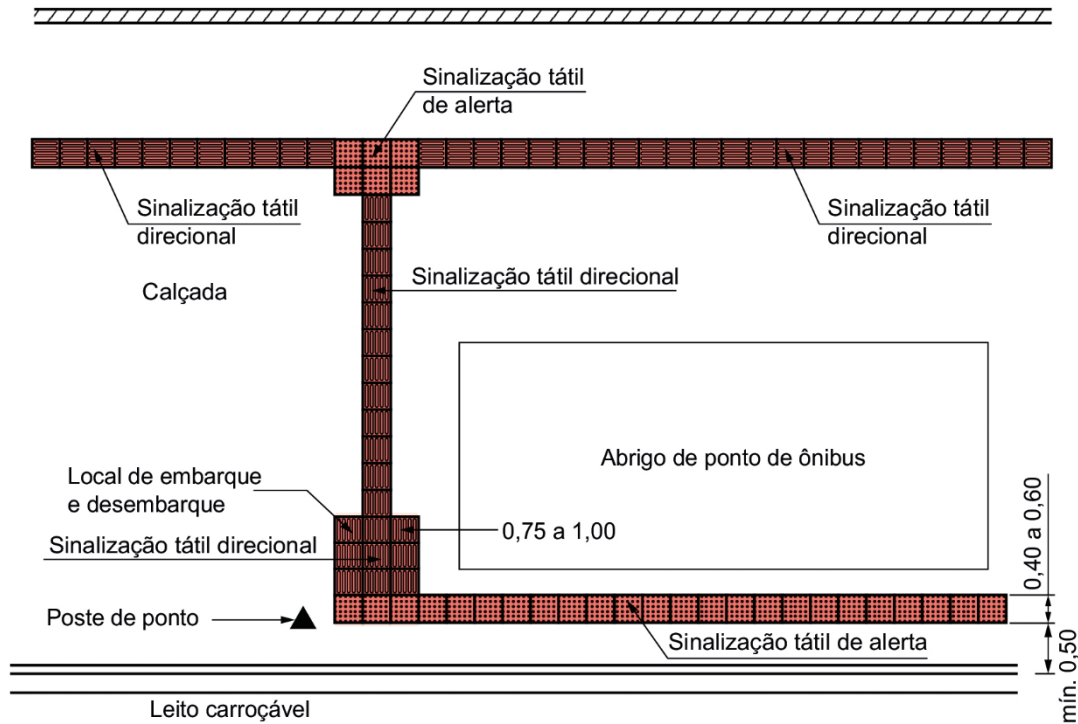 Sinalização tátil
de alerta
Sinalização tátil
direcional
Sinalização tátil
direcional
Calçada
Sinalização tátil direcional
Abrigo de ponto de ônibus
Local de embarque
e desembarque
0,75 a 1,00
Sinalização tátil direcional
0,40 a 0,60
Poste de ponto
Sinalização tátil de alerta
mín. 0,50
Leito carroçável